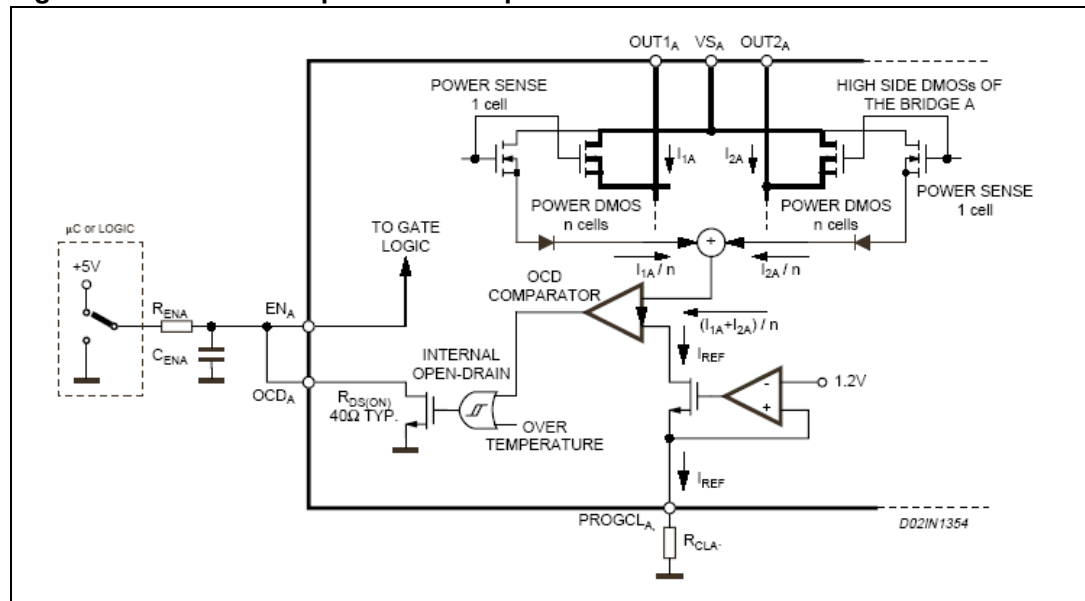 OUT1A VSA OUT2A
POWER SENSE
1 cell
HIGH SIDE DMOSs OF
THE BRIDGE A
I1A
I2A
POWER SENSE
1 cell
POWER DMOS
n cells
POWER DMOS
n cells
TO GATE
LOGIC
μC or LOGIC
+5V
RENA
ENA
CENA
OCDA
+
I1A / n
I2A / n
OCD
COMPARATOR
(I1A+I2A) / n
IREF
INTERNAL
OPEN-DRAIN
RDS(ON)
40Ω TYP.
OVER
TEMPERATURE
-
+
1.2V
IREF
PROGCLA,
RCLA.
D02IN1354